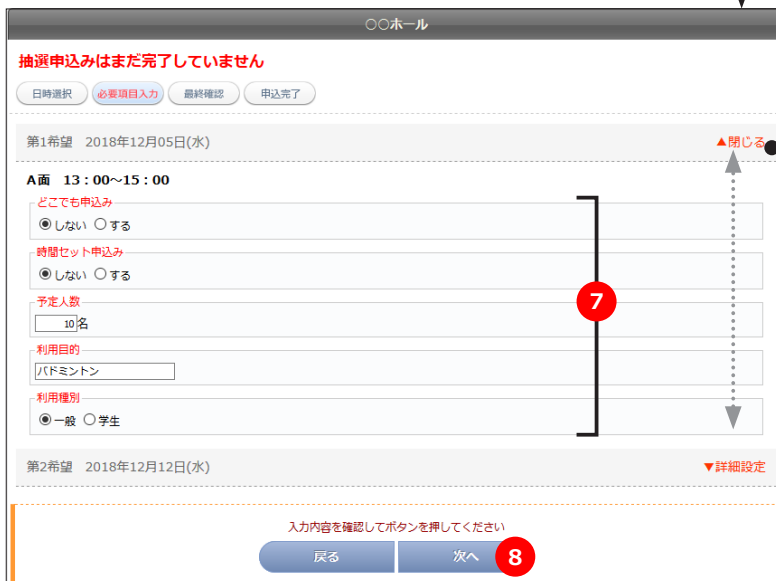 ○○ホール
抽選申込みはまだ完了していません
日時選択 必要項目入力 最終確認 申込完了
第1希望 2018年12月05日(水) ▲閉じる
A面 13：00～15：00
どこでも申込み
しない する
時間セット申込み
しない する
予定人数
10名
7
利用目的
バドミントン
利用種別
一般 学生
第2希望 2018年12月12日(水) ▼詳細設定
入力内容を確認してボタンを押してください
戻る 次へ 8